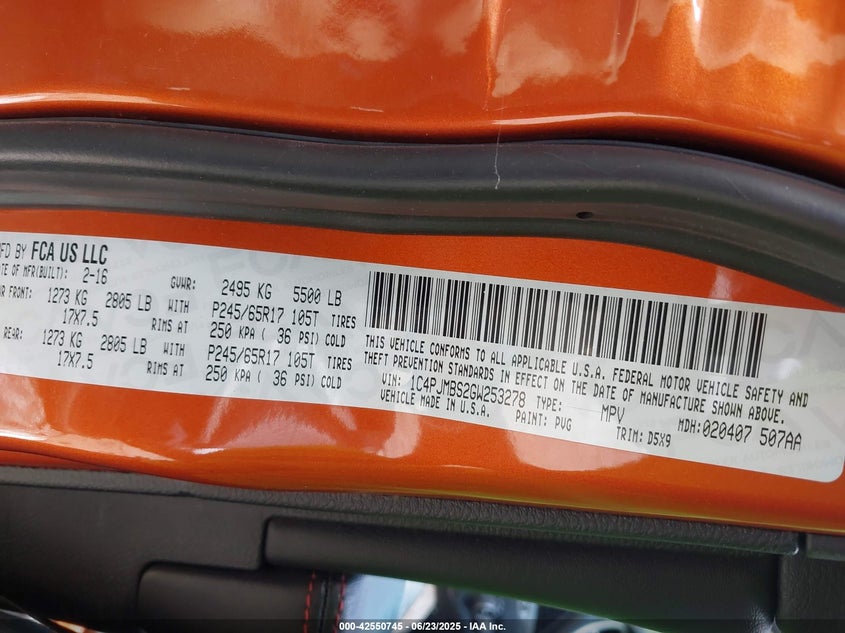 MFD BY FCA US LLC
DATE OF MFR(BUILT): 2-16 GVWR: 2495 KG 5500 LB
FRONT: 1273 KG 2805 LB WITH P245/65R17 105T TIRES
17X7.5 RIMS AT 250 KPA ( 36 PSI) COLD
REAR: 1273 KG 2805 LB WITH P245/65R17 105T TIRES
17X7.5 RIMS AT 250 KPA ( 36 PSI) COLD
THIS VEHICLE CONFORMS TO ALL APPLICABLE U.S.A. FEDERAL MOTOR VEHICLE SAFETY AND
THEFT PREVENTION STANDARDS IN EFFECT ON THE DATE OF MANUFACTURE SHOWN ABOVE.
VIN: 1C4PJMBS2GW253278 TYPE: MPV MDH:020407 507AA
VEHICLE MADE IN U.S.A. PAINT: PVG TRIM: D5X9
000-42550745 - 06/23/2025 - IAA, Inc.